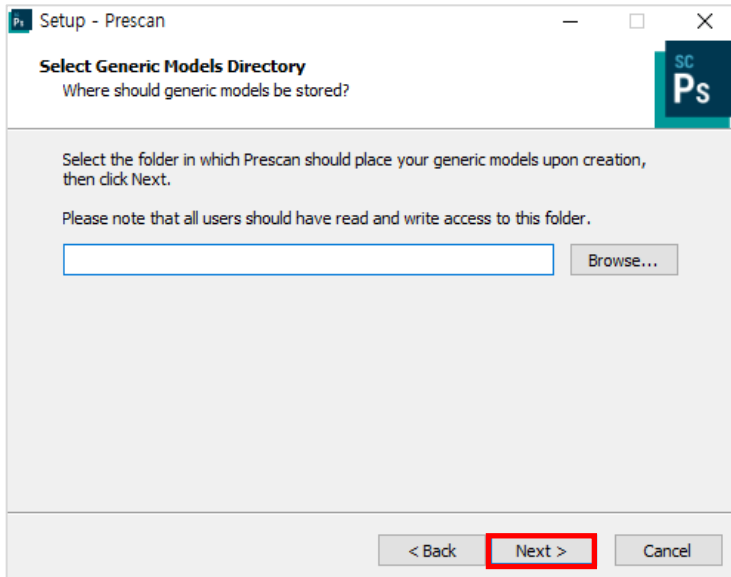 Ps Setup - Prescan
Select Generic Models Directory
Where should generic models be stored?
SC
Ps
Select the folder in which Prescan should place your generic models upon creation,
then click Next.
Please note that all users should have read and write access to this folder.
Browse...
< Back Next > Cancel